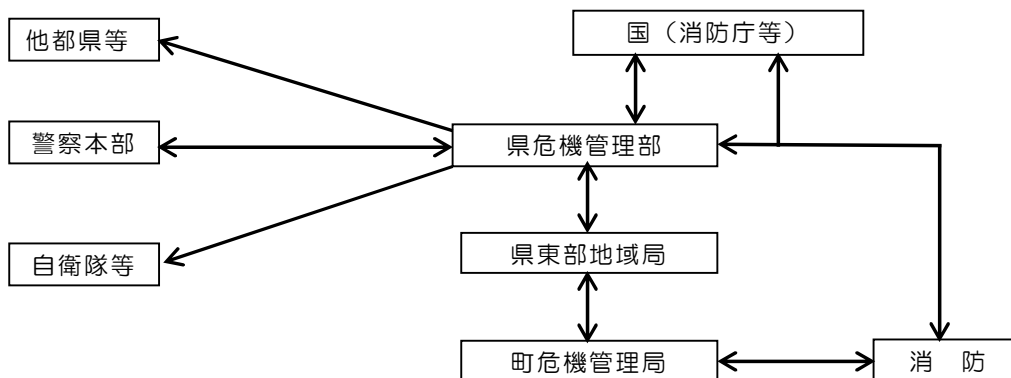 他都県等
国（消防庁等）
警察本部
県危機管理部
自衛隊等
県東部地域局
町危機管理局
消　防